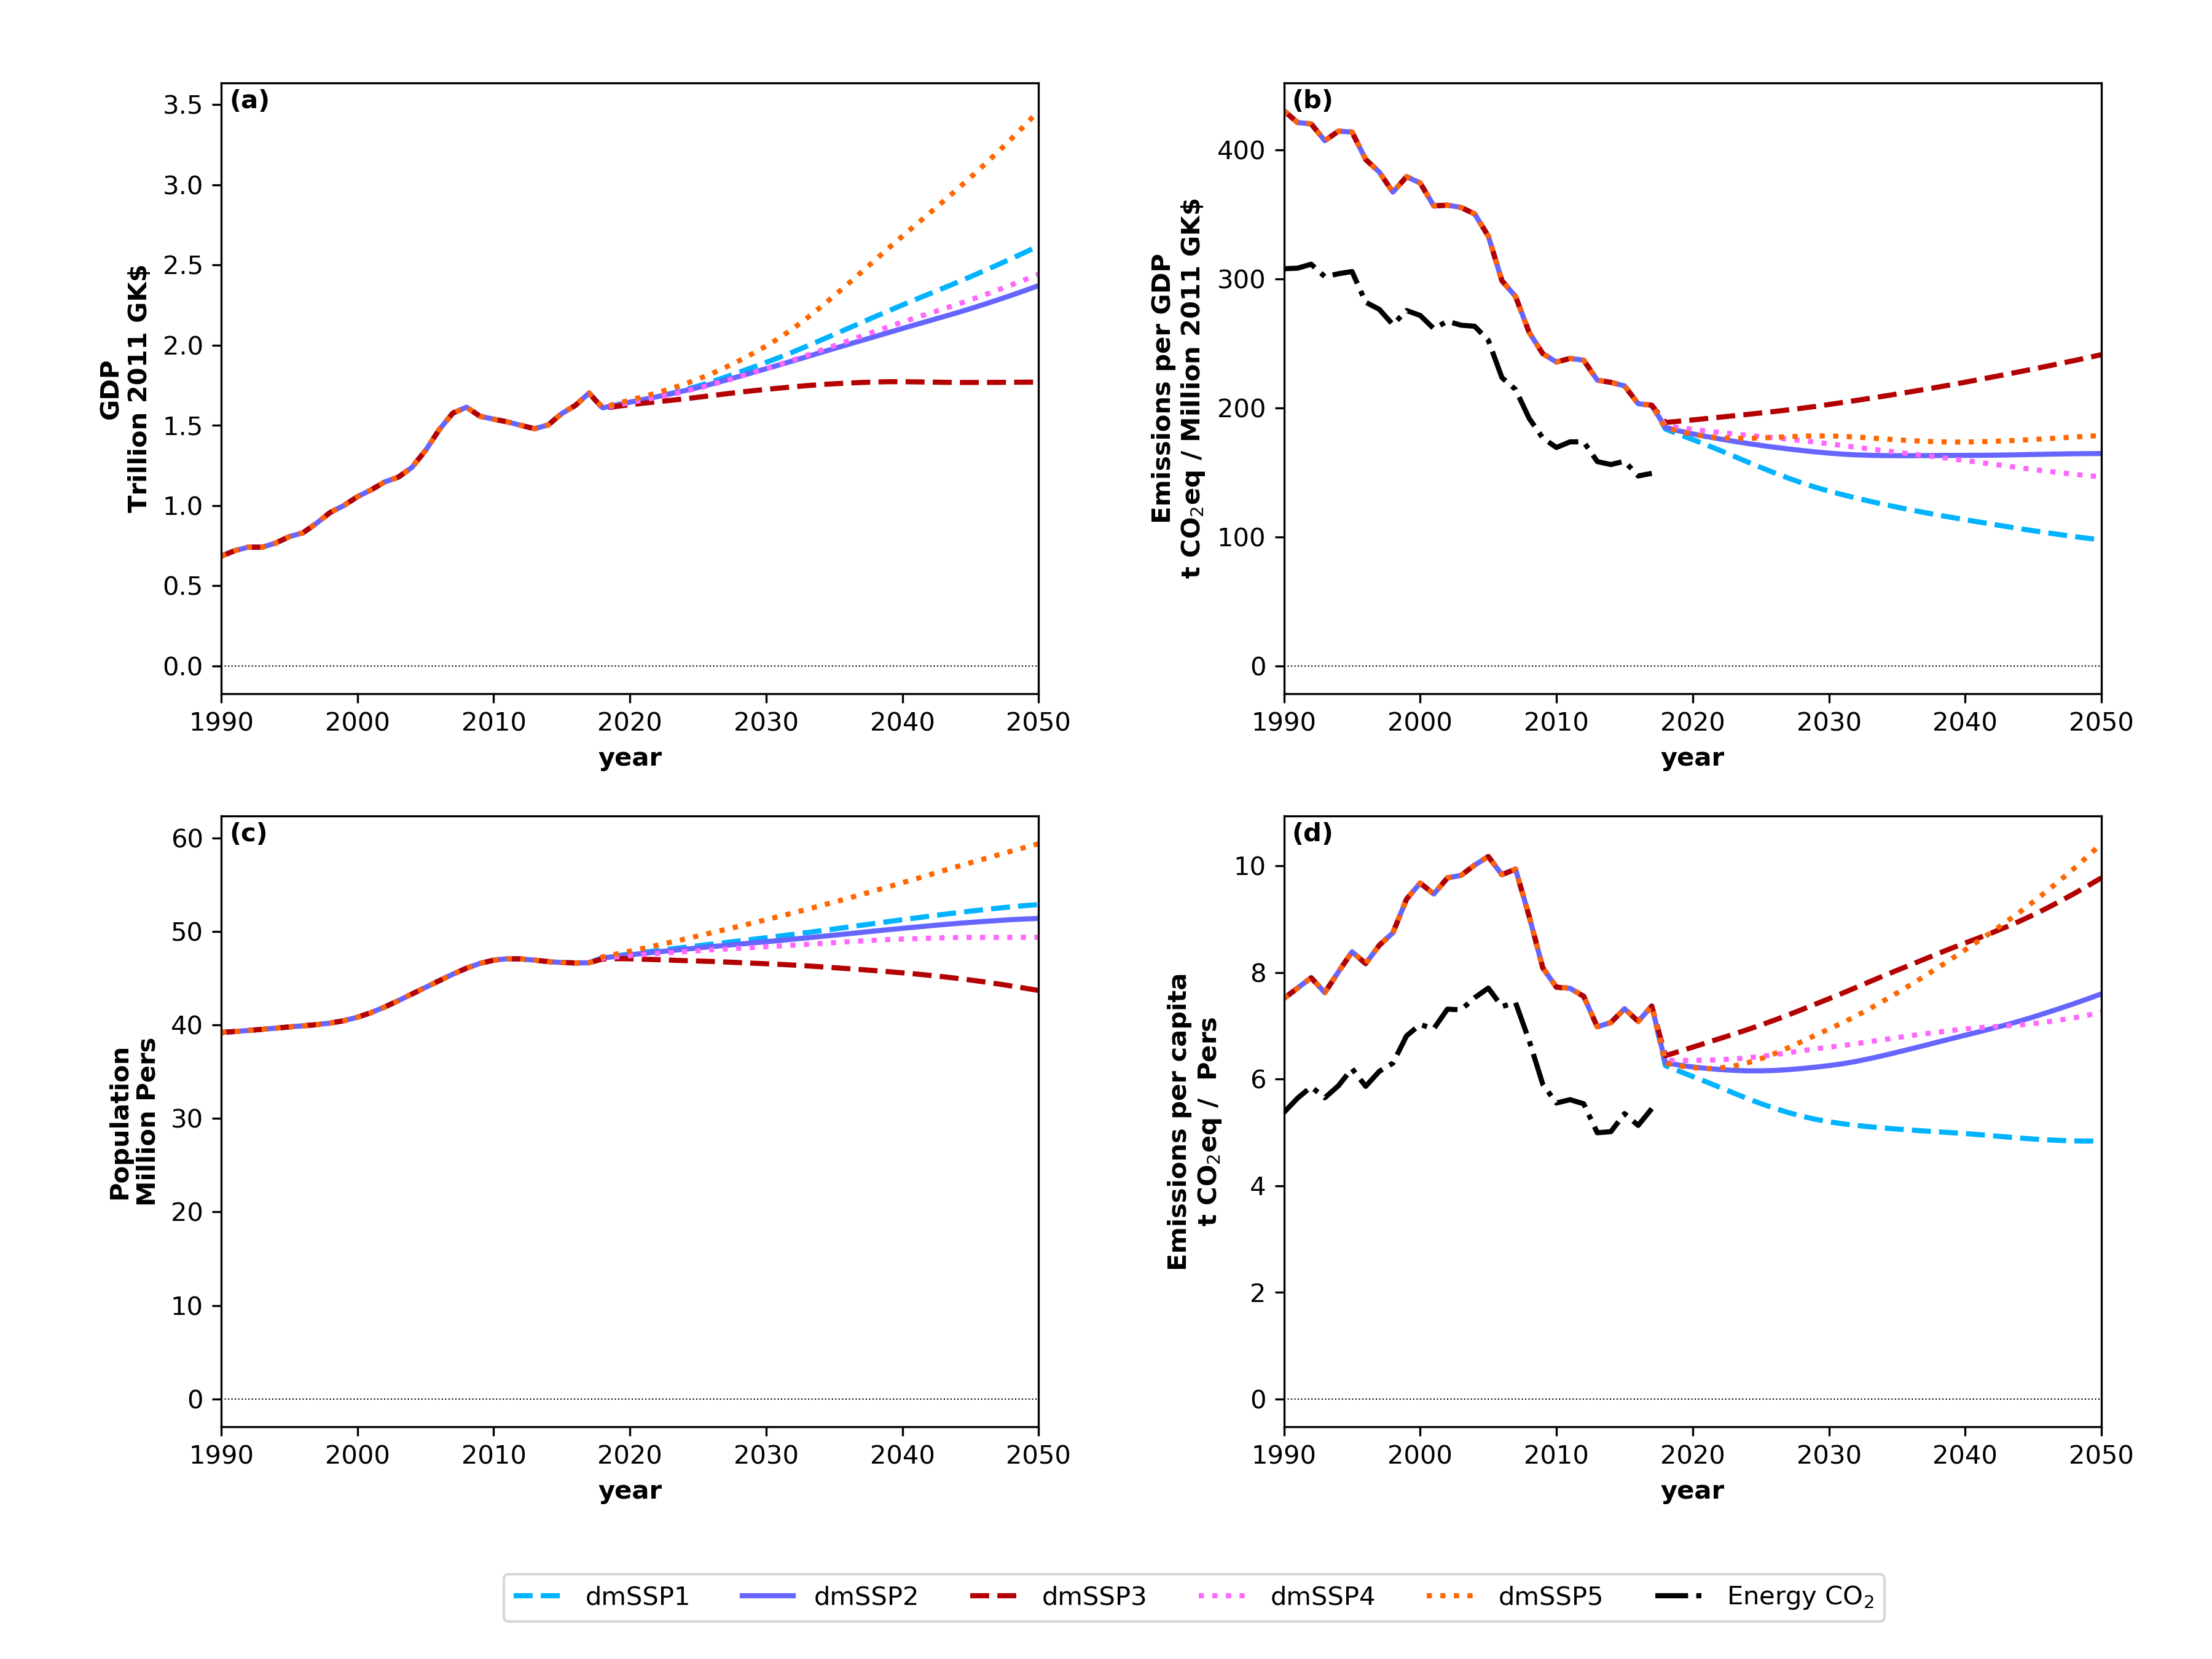 (a)
3.5
3.0
2.5
2.0
1.5
1.0
0.5
0.0
GDP
Trillion 2011 GK$
1990 2000 2010 2020 2030 2040 2050
year
(b)
400
300
200
100
0
Emissions per GDP
t CO₂eq / Million 2011 GK$
1990 2000 2010 2020 2030 2040 2050
year
(c)
60
50
40
30
20
10
0
Population
Million Pers
1990 2000 2010 2020 2030 2040 2050
year
(d)
10
8
6
4
2
0
Emissions per capita
t CO₂eq / Pers
1990 2000 2010 2020 2030 2040 2050
year
dmSSP1 dmSSP2 dmSSP3 dmSSP4 dmSSP5 Energy CO₂